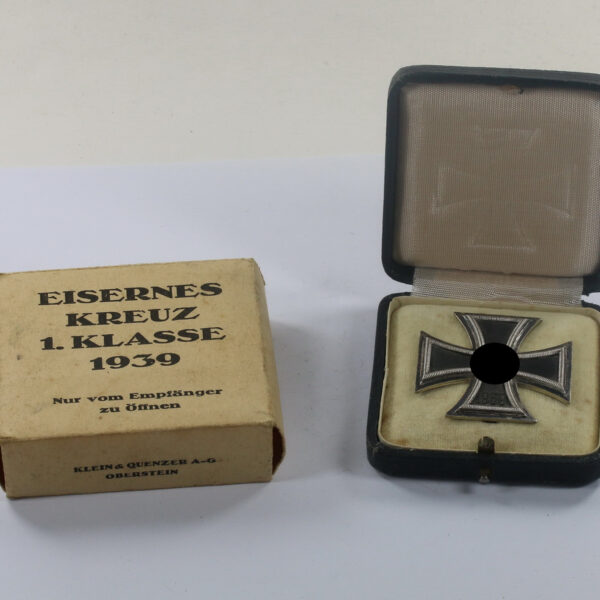 EISERNES
KREUZ
1. KLASSE
1939
Nur vom Empfänger
zu öffnen
KLEIN & QUENZER A-G
OBERSTEIN